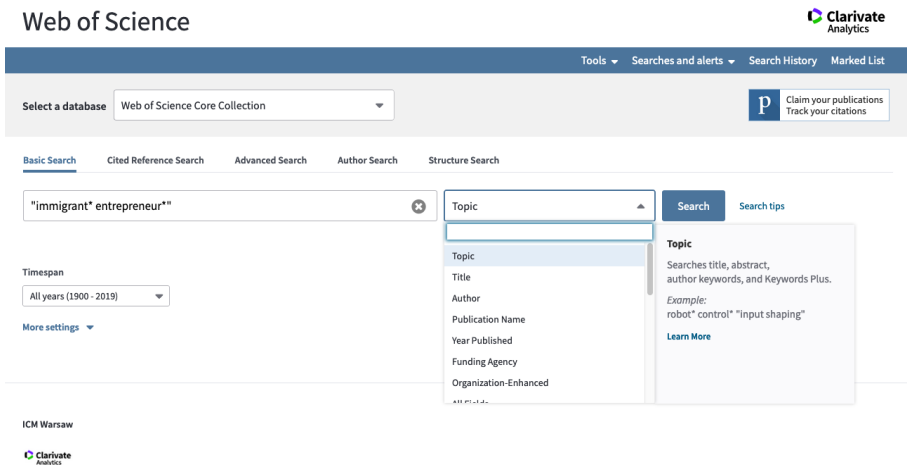 Web of Science
Clarivate
Analytics
Tools
Searches and alerts
Search History
Marked List
Select a database
Web of Science Core Collection
p
Claim your publications
Track your citations
Basic Search
Cited Reference Search
Advanced Search
Author Search
Structure Search
"immigrant* entrepreneur*"
Topic
Search
Search tips
Topic
Title
Author
Publication Name
Year Published
Funding Agency
Organization-Enhanced
All Fields
Topic
Searches title, abstract,
author keywords, and Keywords Plus.
Example:
robot* control* "input shaping"
Learn More
Timespan
All years (1900 - 2019)
More settings
ICM Warsaw
Clarivate
Analytics